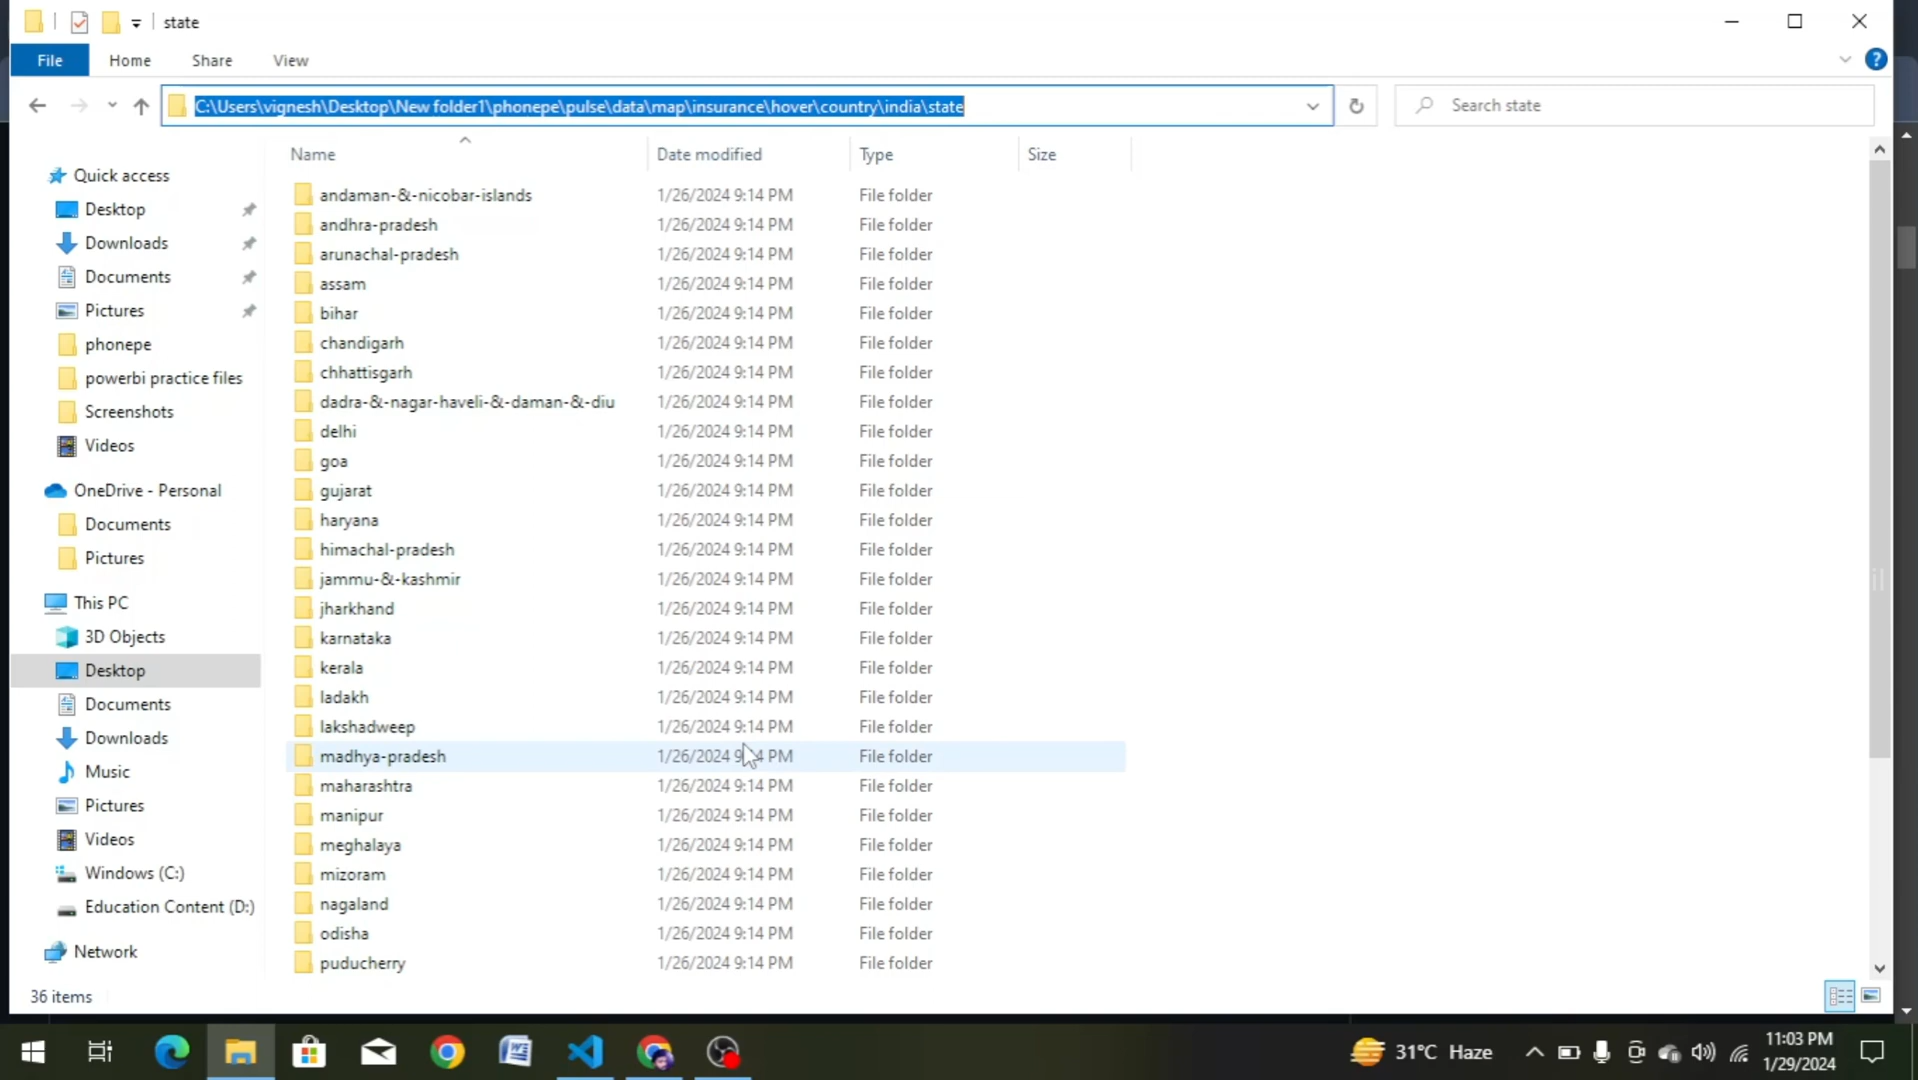 state
File Home Share View
C:\Users\vignesh\Desktop\New folder1\phonepe\pulse\data\map\insurance\hover\country\india\state
Search state
Name Date modified Type Size
Quick access
Desktop
Downloads
Documents
Pictures
phonepe
powerbi practice files
Screenshots
Videos
OneDrive - Personal
Documents
Pictures
This PC
3D Objects
Desktop
Documents
Downloads
Music
Pictures
Videos
Windows (C:)
Education Content (D:)
Network
andaman-&-nicobar-islands 1/26/2024 9:14 PM File folder
andhra-pradesh 1/26/2024 9:14 PM File folder
arunachal-pradesh 1/26/2024 9:14 PM File folder
assam 1/26/2024 9:14 PM File folder
bihar 1/26/2024 9:14 PM File folder
chandigarh 1/26/2024 9:14 PM File folder
chhattisgarh 1/26/2024 9:14 PM File folder
dadra-&-nagar-haveli-&-daman-&-diu 1/26/2024 9:14 PM File folder
delhi 1/26/2024 9:14 PM File folder
goa 1/26/2024 9:14 PM File folder
gujarat 1/26/2024 9:14 PM File folder
haryana 1/26/2024 9:14 PM File folder
himachal-pradesh 1/26/2024 9:14 PM File folder
jammu-&-kashmir 1/26/2024 9:14 PM File folder
jharkhand 1/26/2024 9:14 PM File folder
karnataka 1/26/2024 9:14 PM File folder
kerala 1/26/2024 9:14 PM File folder
ladakh 1/26/2024 9:14 PM File folder
lakshadweep 1/26/2024 9:14 PM File folder
madhya-pradesh 1/26/2024 9:14 PM File folder
maharashtra 1/26/2024 9:14 PM File folder
manipur 1/26/2024 9:14 PM File folder
meghalaya 1/26/2024 9:14 PM File folder
mizoram 1/26/2024 9:14 PM File folder
nagaland 1/26/2024 9:14 PM File folder
odisha 1/26/2024 9:14 PM File folder
puducherry 1/26/2024 9:14 PM File folder
36 items
31°C Haze
11:03 PM
1/29/2024